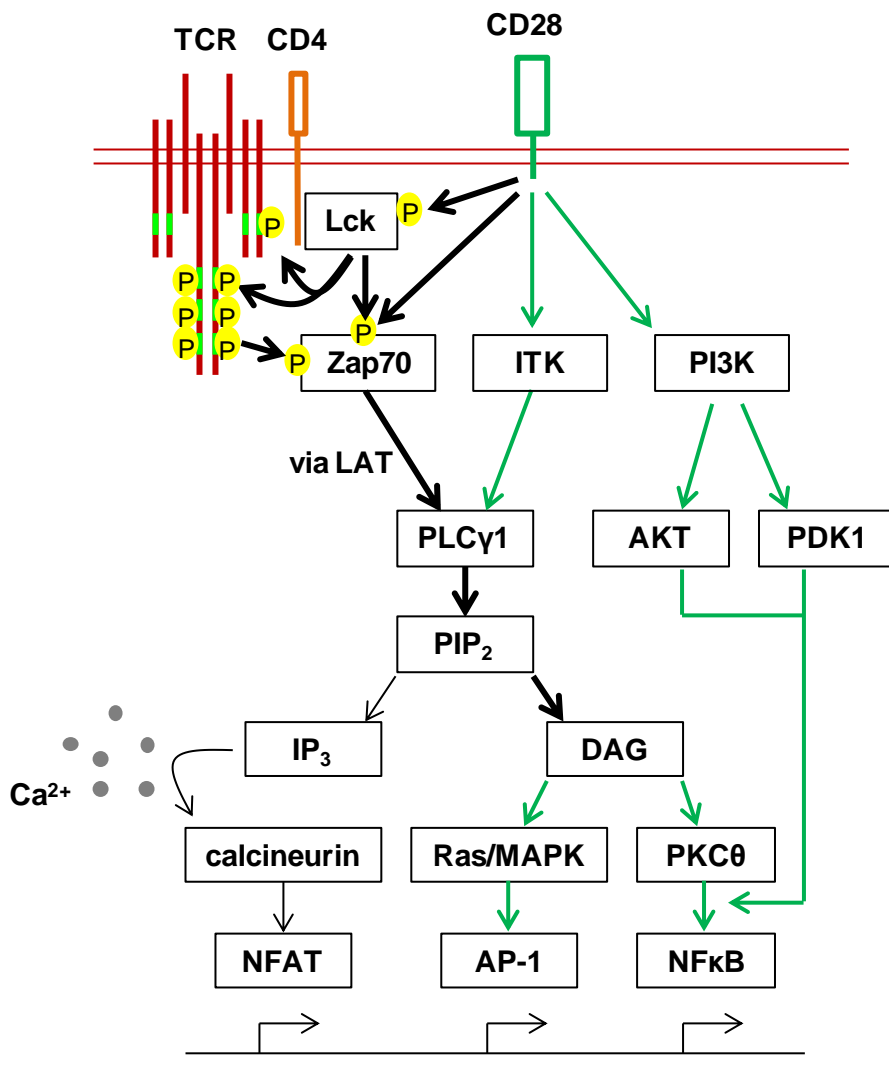 TCR CD4 CD28
Lck P
P
P P
P P
P P
P
P
Zap70 ITK PI3K
via LAT
PLCγ1 AKT PDK1
PIP₂
IP₃ DAG
Ca²⁺
calcineurin Ras/MAPK PKCθ
NFAT AP-1 NFκB